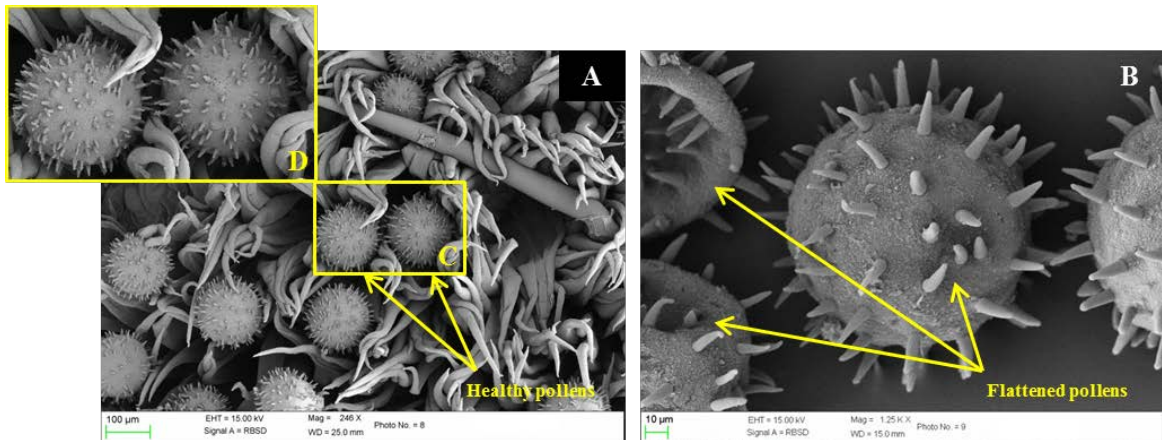 A
B
D
C
Healthy pollens
Flattened pollens
100 µm
EHT = 15.00 kV
Mag = 246 X
Photo No. = 8
Signal A = RBSD
WD = 25.0 mm
10 µm
EHT = 15.00 kV
Mag = 1.25 K X
Photo No. = 9
Signal A = RBSD
WD = 15.0 mm